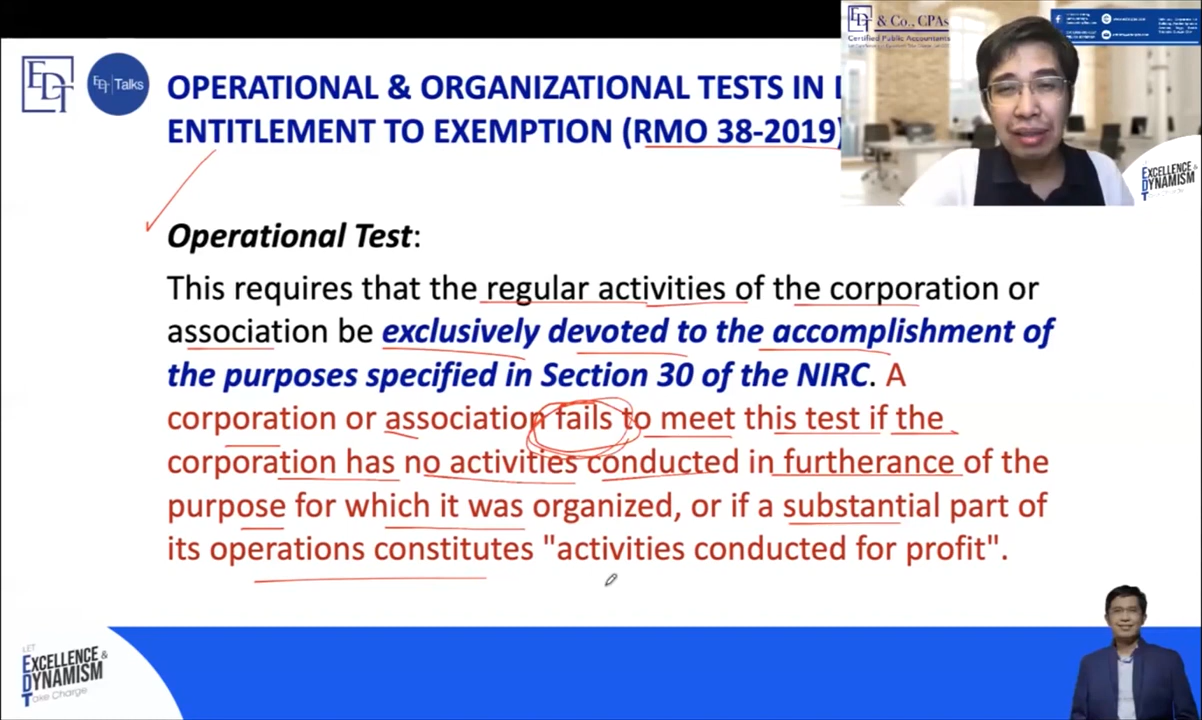 EDT
EDT Talks
OPERATIONAL & ORGANIZATIONAL TESTS IN
ENTITLEMENT TO EXEMPTION (RMO 38-2019)
EDT & Co., CPAs
Certified Public Accountants
EXCELLENCE &
DYNAMISM
Operational Test:
This requires that the regular activities of the corporation or
association be exclusively devoted to the accomplishment of
the purposes specified in Section 30 of the NIRC. A
corporation or association fails to meet this test if the
corporation has no activities conducted in furtherance of the
purpose for which it was organized, or if a substantial part of
its operations constitutes "activities conducted for profit".
LET
EXCELLENCE &
DYNAMISM
Take Charge